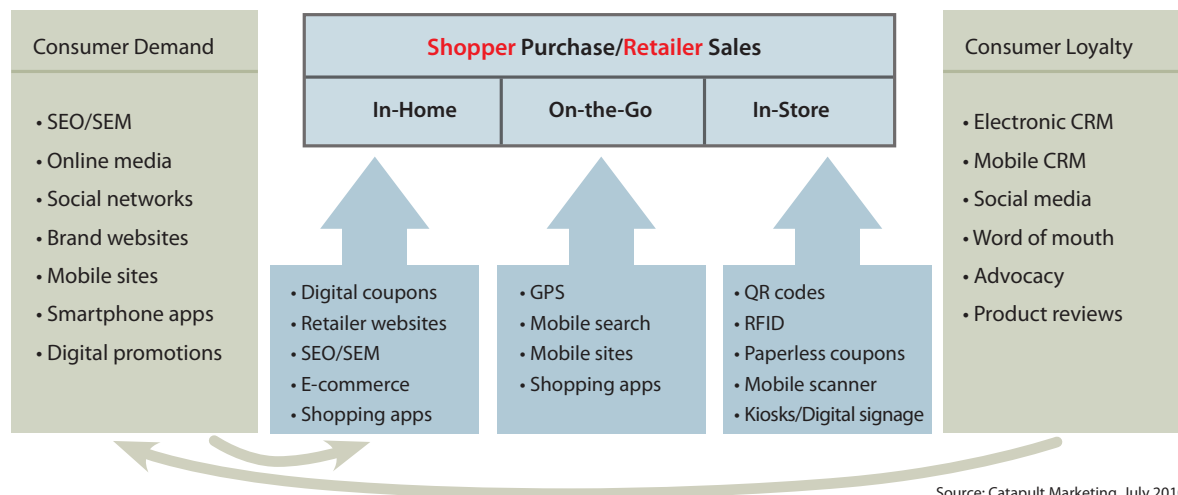 Consumer Demand
• SEO/SEM
• Online media
• Social networks
• Brand websites
• Mobile sites
• Smartphone apps
• Digital promotions
Shopper Purchase/Retailer Sales
In-Home
On-the-Go
In-Store
• Digital coupons
• Retailer websites
• SEO/SEM
• E-commerce
• Shopping apps
• GPS
• Mobile search
• Mobile sites
• Shopping apps
• QR codes
• RFID
• Paperless coupons
• Mobile scanner
• Kiosks/Digital signage
Consumer Loyalty
• Electronic CRM
• Mobile CRM
• Social media
• Word of mouth
• Advocacy
• Product reviews
Source: Catapult Marketing, July